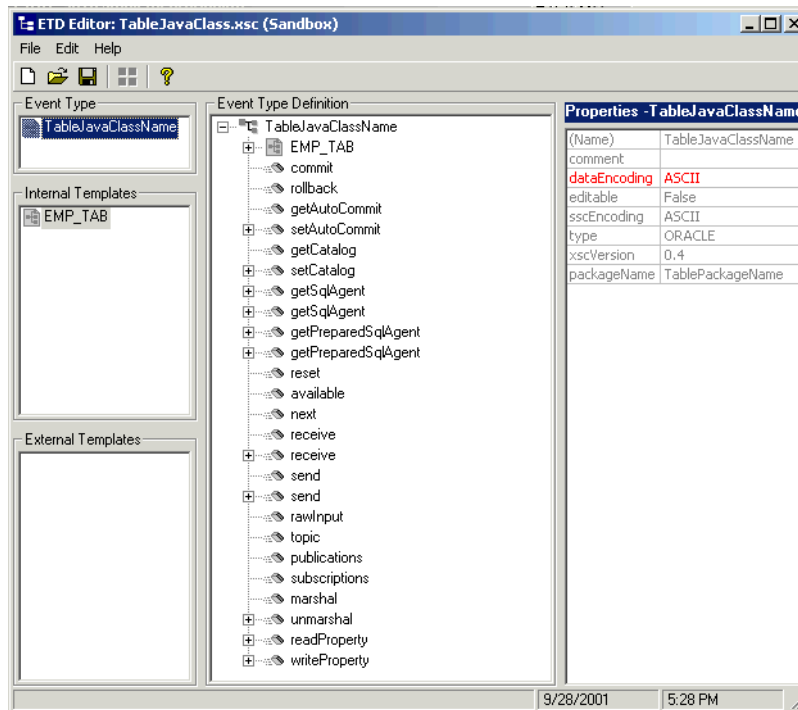 ETD Editor: TableJavaClass.xsc (Sandbox)
File Edit Help
Event Type
TableJavaClassName
Internal Templates
EMP_TAB
External Templates
Event Type Definition
TableJavaClassName
EMP_TAB
commit
rollback
getAutoCommit
setAutoCommit
getCatalog
setCatalog
getSqlAgent
getSqlAgent
getPreparedSqlAgent
getPreparedSqlAgent
reset
available
next
receive
receive
send
send
rawInput
topic
publications
subscriptions
marshal
unmarshal
readProperty
writeProperty
Properties -TableJavaClassName
(Name) TableJavaClassName
comment
dataEncoding ASCII
editable False
sscEncoding ASCII
type ORACLE
xscVersion 0.4
packageName TablePackageName
9/28/2001 5:28 PM